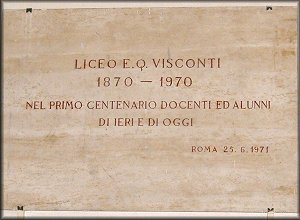 LICEO E.Q. VISCONTI
1870 — 1970
NEL PRIMO CENTENARIO DOCENTI ED ALUNNI
DI IERI E DI OGGI
ROMA 25.6.1971